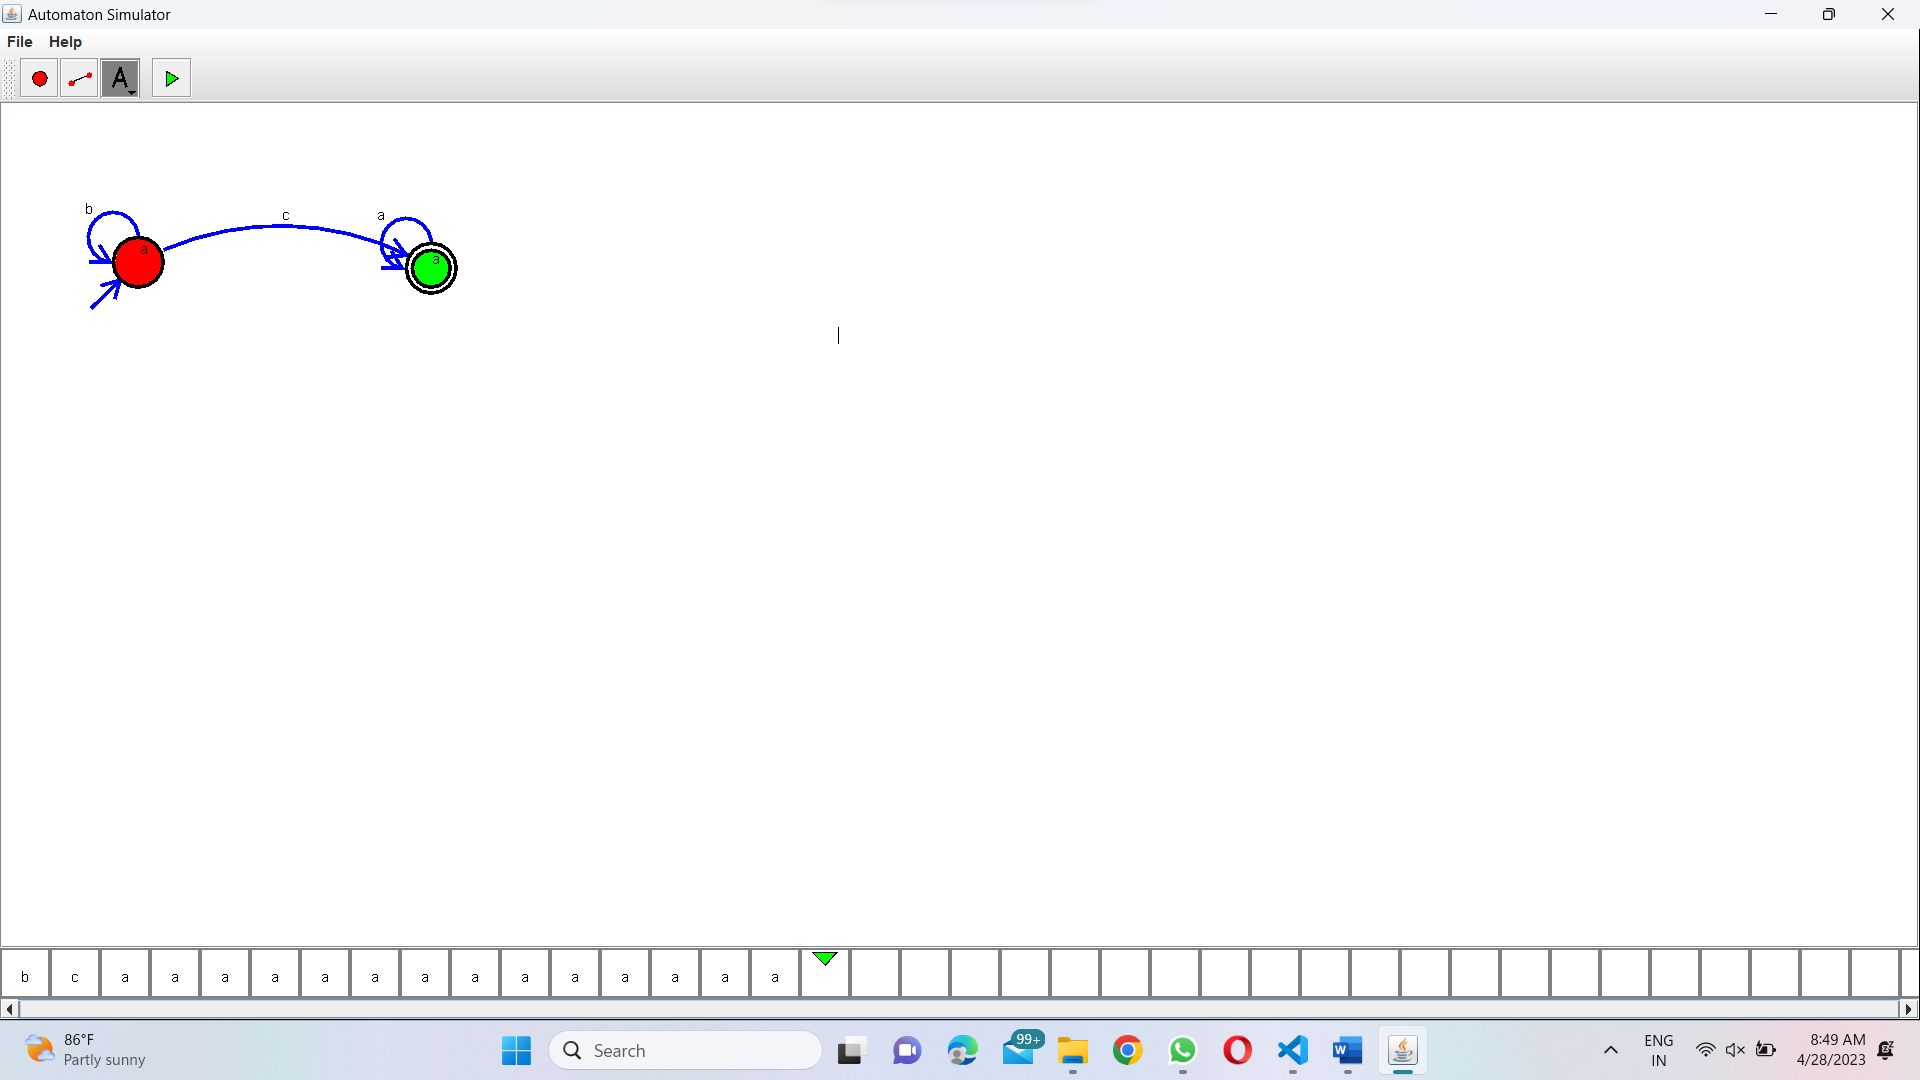 Automaton Simulator
File Help
A
b c a
a a
b c a a a a a a a a a a a a a a
86°F
Partly sunny
Search
99+
W
ENG
IN
8:49 AM
4/28/2023